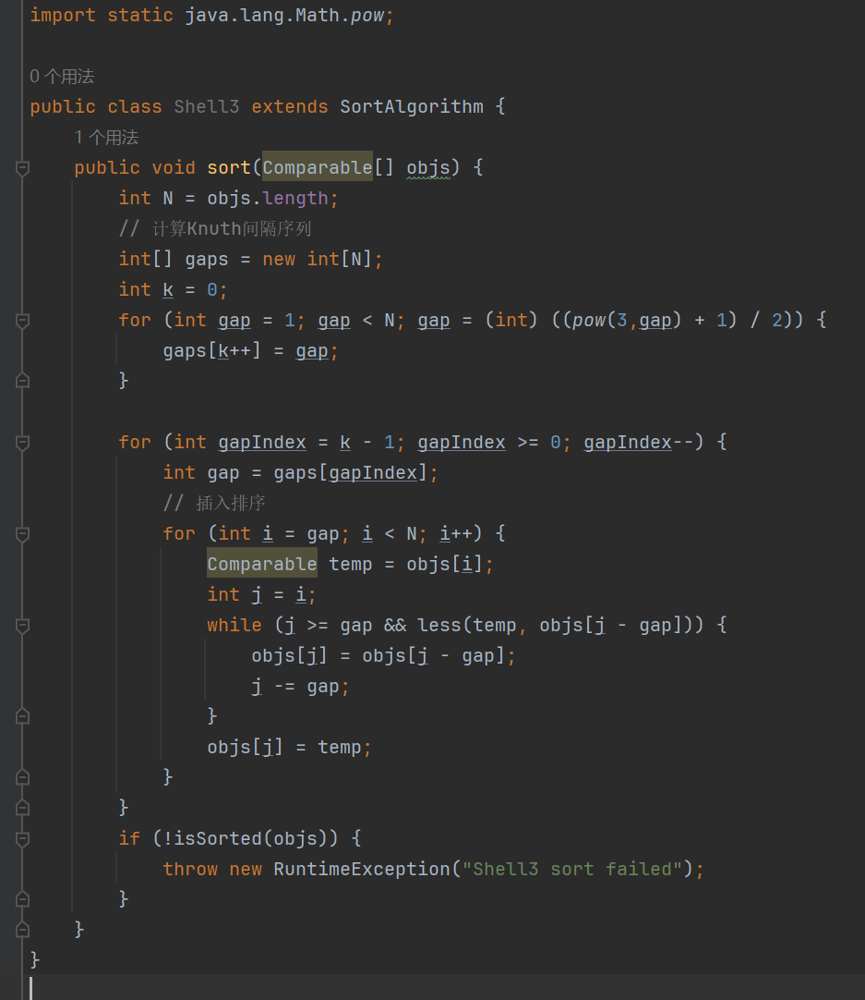 import static java.lang.Math.pow;
0 个用法
public class Shell3 extends SortAlgorithm {
1 个用法
public void sort(Comparable[] objs) {
int N = objs.length;
// 计算Knuth间隔序列
int[] gaps = new int[N];
int k = 0;
for (int gap = 1; gap < N; gap = (int) ((pow(3,gap) + 1) / 2)) {
gaps[k++] = gap;
}
for (int gapIndex = k - 1; gapIndex >= 0; gapIndex--) {
int gap = gaps[gapIndex];
// 插入排序
for (int i = gap; i < N; i++) {
Comparable temp = objs[i];
int j = i;
while (j >= gap && less(temp, objs[j - gap])) {
objs[j] = objs[j - gap];
j -= gap;
}
objs[j] = temp;
}
}
if (!isSorted(objs)) {
throw new RuntimeException("Shell3 sort failed");
}
}
}